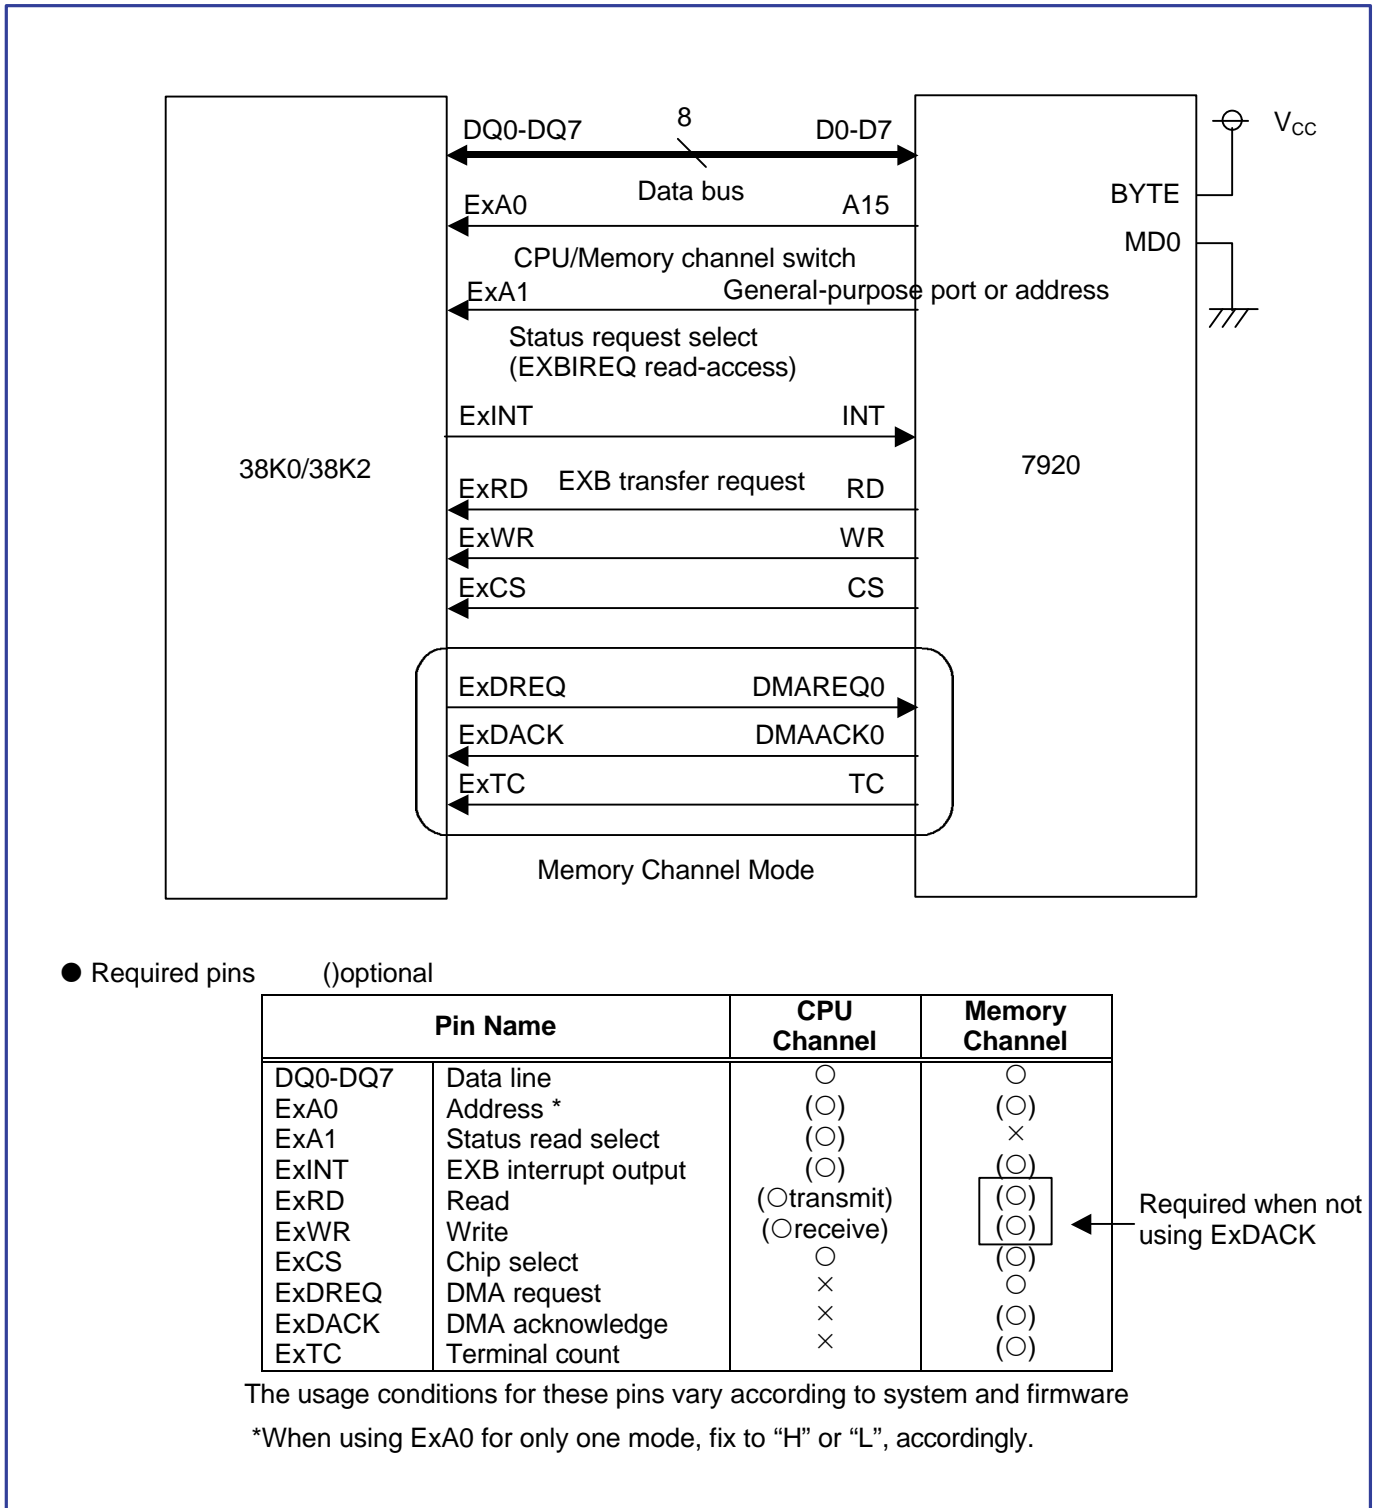 DQ0-DQ7 8 D0-D7
Data bus
ExA0 A15
CPU/Memory channel switch
ExA1 General-purpose port or address
Status request select
(EXBIREQ read-access)
ExINT INT
EXB transfer request
ExRD RD
ExWR WR
ExCS CS
ExDREQ DMAREQ0
ExDACK DMAACK0
ExTC TC
Memory Channel Mode
38K0/38K2
7920
VCC
BYTE
MD0
● Required pins ()optional
Pin Name CPU Channel Memory Channel
DQ0-DQ7 Data line ○ ○
ExA0 Address * (○) (○)
ExA1 Status read select (○) ×
ExINT EXB interrupt output (○) (○)
ExRD Read (○transmit) (○)
ExWR Write (○receive) (○)
ExCS Chip select ○ (○)
ExDREQ DMA request × ○
ExDACK DMA acknowledge × (○)
ExTC Terminal count × (○)
Required when not
using ExDACK
The usage conditions for these pins vary according to system and firmware
*When using ExA0 for only one mode, fix to “H” or “L”, accordingly.